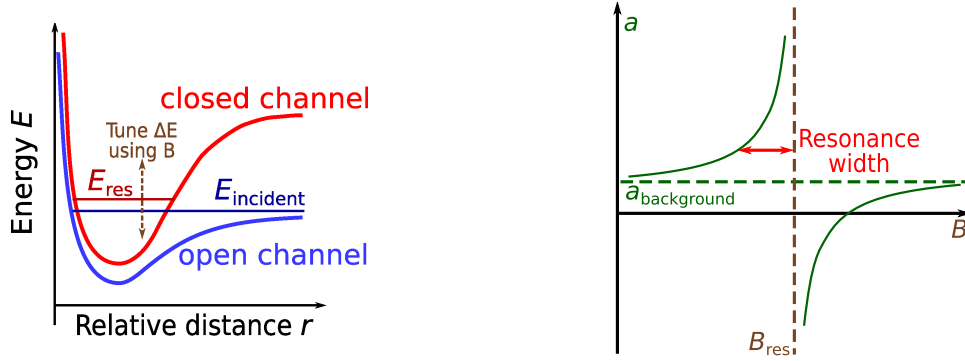 Energy E
closed channel
Tune ΔE
using B
E_res
E_incident
open channel
Relative distance r
a
Resonance
width
a_background
B
B_res